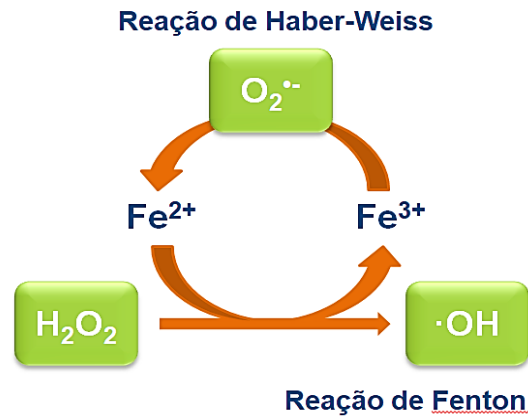 Reação de Haber-Weiss
O₂•-
Fe²⁺ Fe³⁺
H₂O₂ ·OH
Reação de Fenton